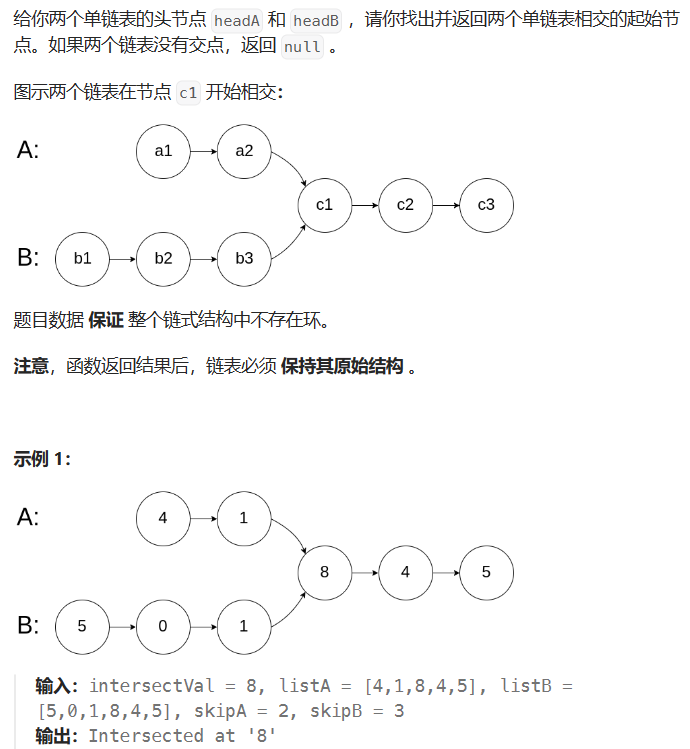 给你两个单链表的头节点 headA 和 headB ，请你找出并返回两个单链表相交的起始节
点。如果两个链表没有交点，返回 null 。
图示两个链表在节点 c1 开始相交：
A: a1 a2
c1 c2 c3
B: b1 b2 b3
题目数据 保证 整个链式结构中不存在环。
注意，函数返回结果后，链表必须 保持其原始结构 。
示例 1：
A: 4 1
8 4 5
B: 5 0 1
输入：intersectVal = 8, listA = [4,1,8,4,5], listB =
[5,0,1,8,4,5], skipA = 2, skipB = 3
输出：Intersected at '8'